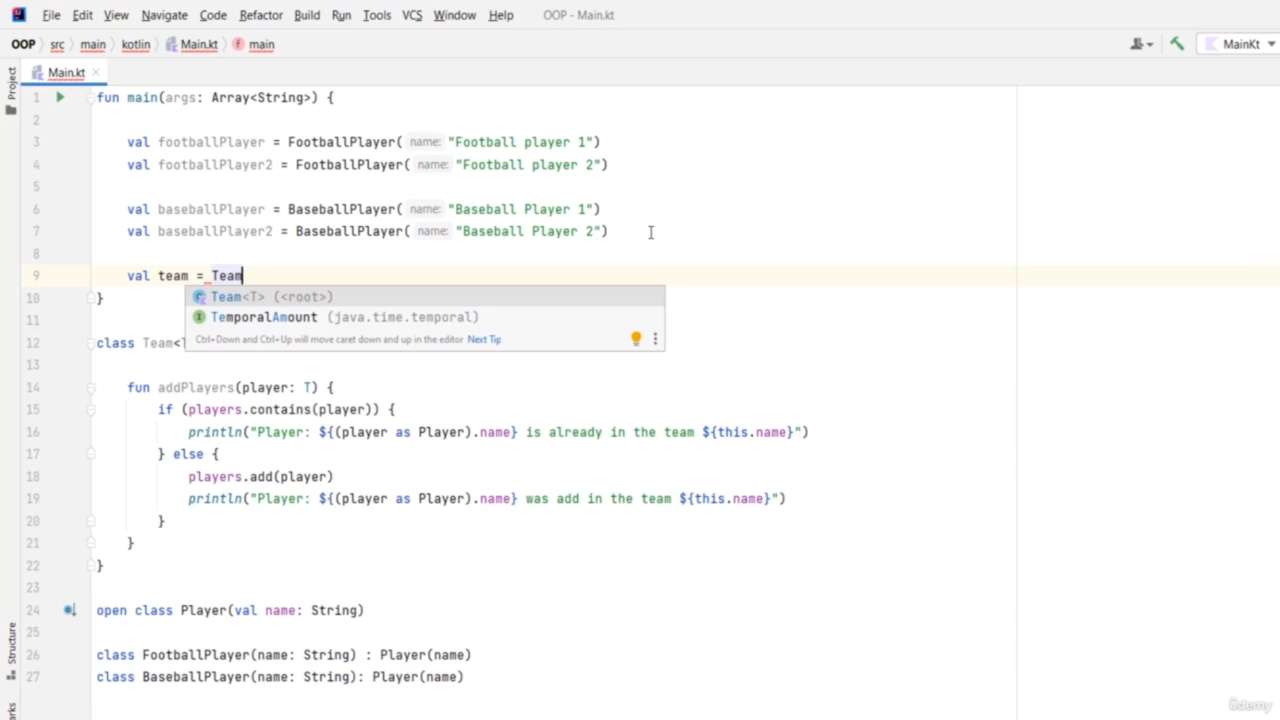 File Edit View Navigate Code Refactor Build Run Tools VCS Window Help OOP - Main.kt
OOP src main kotlin Main.kt f main MainKt
Project
Main.kt
1 fun main(args: Array<String>) {
2
3 val footballPlayer = FootballPlayer( name: "Football player 1")
4 val footballPlayer2 = FootballPlayer( name: "Football player 2")
5
6 val baseballPlayer = BaseballPlayer( name: "Baseball Player 1")
7 val baseballPlayer2 = BaseballPlayer( name: "Baseball Player 2")
8
9 val team = Team
Team<T> (<root>)
TemporalAmount (java.time.temporal)
Ctrl+Down and Ctrl+Up will move caret down and up in the editor Next Tip
10 }
11
12 class Team<T
13
14 fun addPlayers(player: T) {
15 if (players.contains(player)) {
16 println("Player: ${(player as Player).name} is already in the team ${this.name}")
17 } else {
18 players.add(player)
19 println("Player: ${(player as Player).name} was add in the team ${this.name}")
20 }
21 }
22 }
23
24 open class Player(val name: String)
25
26 class FootballPlayer(name: String) : Player(name)
27 class BaseballPlayer(name: String): Player(name)
Structure
arks
ûdemy